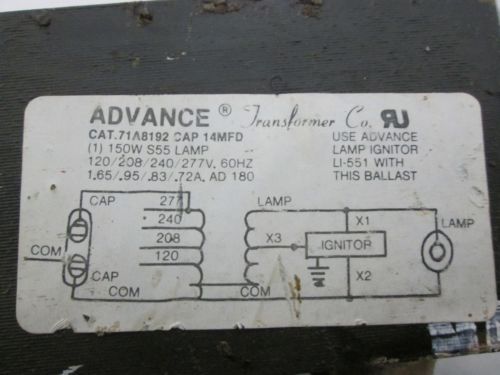 ADVANCE ® Transformer Co. RU
CAT.71A8192 CAP 14MFD
(1) 150W S55 LAMP
120/208/240/277V. 60HZ
1.65/.95/.83/.72A. AD 180
USE ADVANCE
LAMP IGNITOR
LI-551 WITH
THIS BALLAST
CAP
277
LAMP
240
X1
LAMP
208
X3
IGNITOR
COM
120
X2
CAP
COM
COM